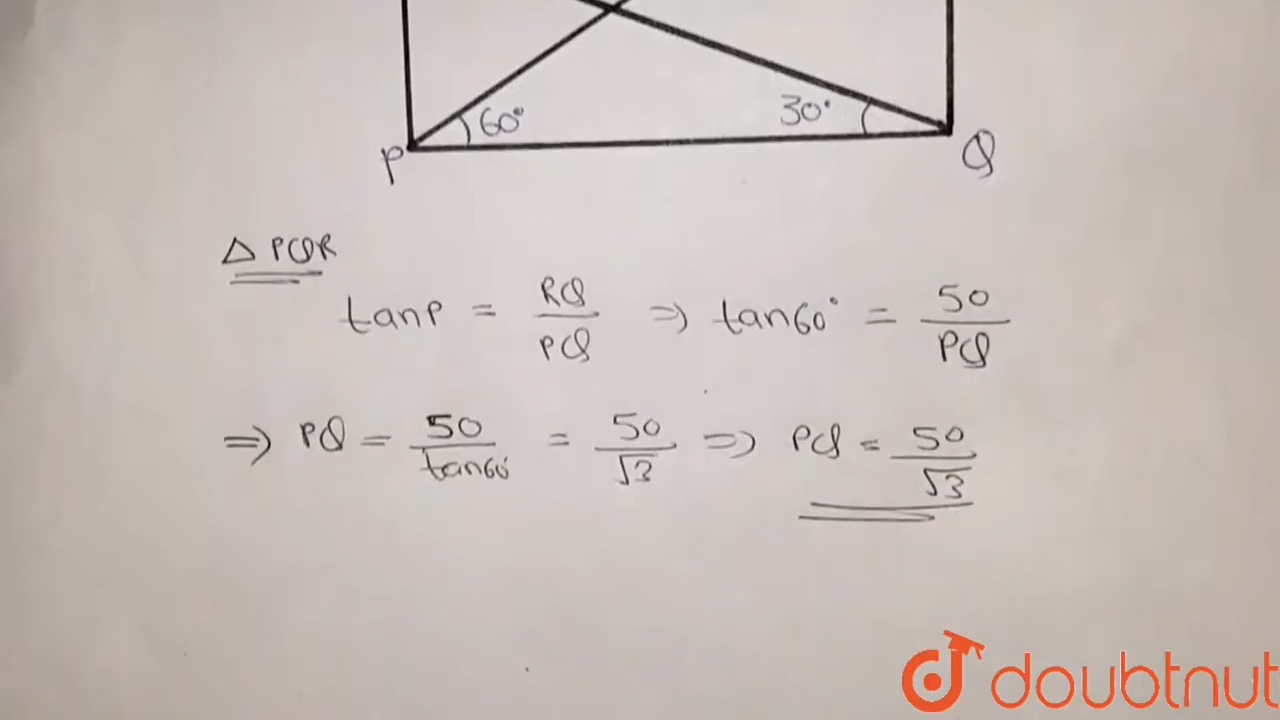 60° 30°
P Q
Δ PQR
tanP = RQ/PQ ⇒ tan60° = 50/PQ
⇒ PQ = 50/tan60° = 50/√3 ⇒ PQ = 50/√3
doubtnut